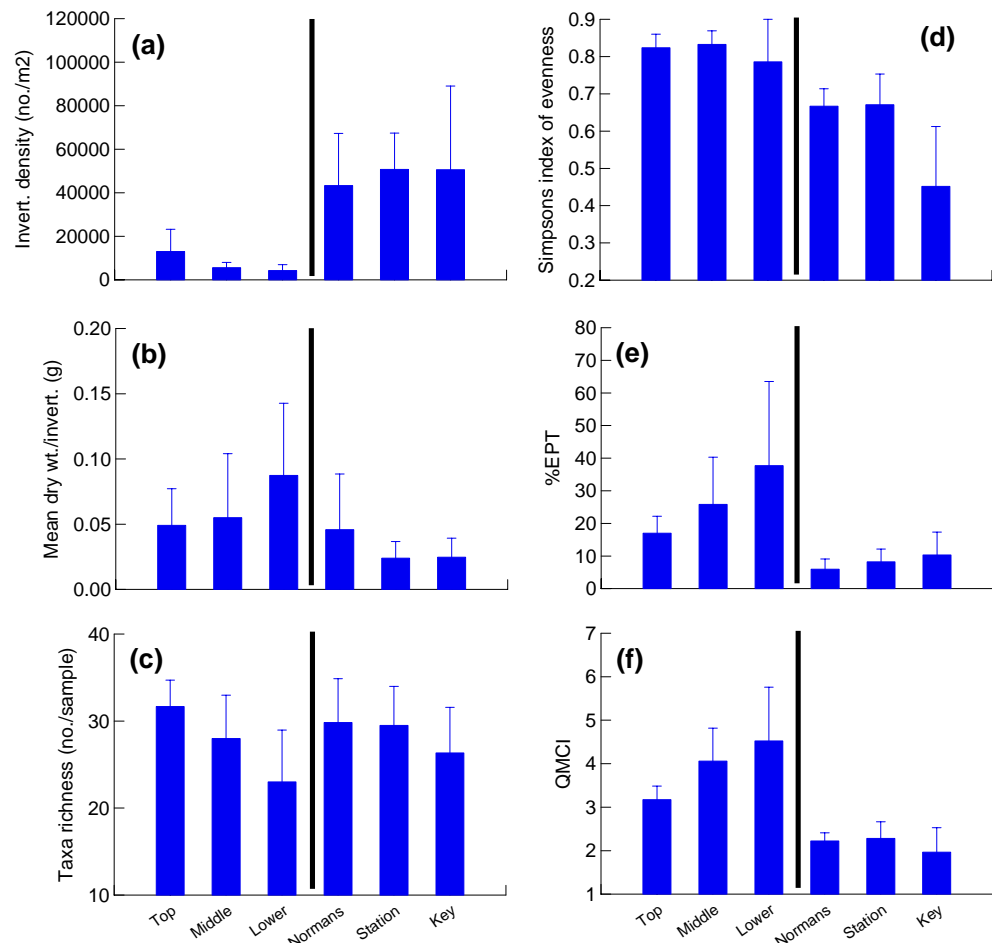 (a)
Invert. density (no./m2)
120000
100000
80000
60000
40000
20000
0
(d)
Simpsons index of evenness
0.9
0.8
0.7
0.6
0.5
0.4
0.3
0.2
(b)
Mean dry wt./invert. (g)
0.20
0.15
0.10
0.05
0.00
(e)
%EPT
80
70
60
50
40
30
20
10
0
(c)
Taxa richness (no./sample)
40
30
20
10
Top Middle Lower Normans Station Key
(f)
QMCI
7
6
5
4
3
2
1
Top Middle Lower Normans Station Key